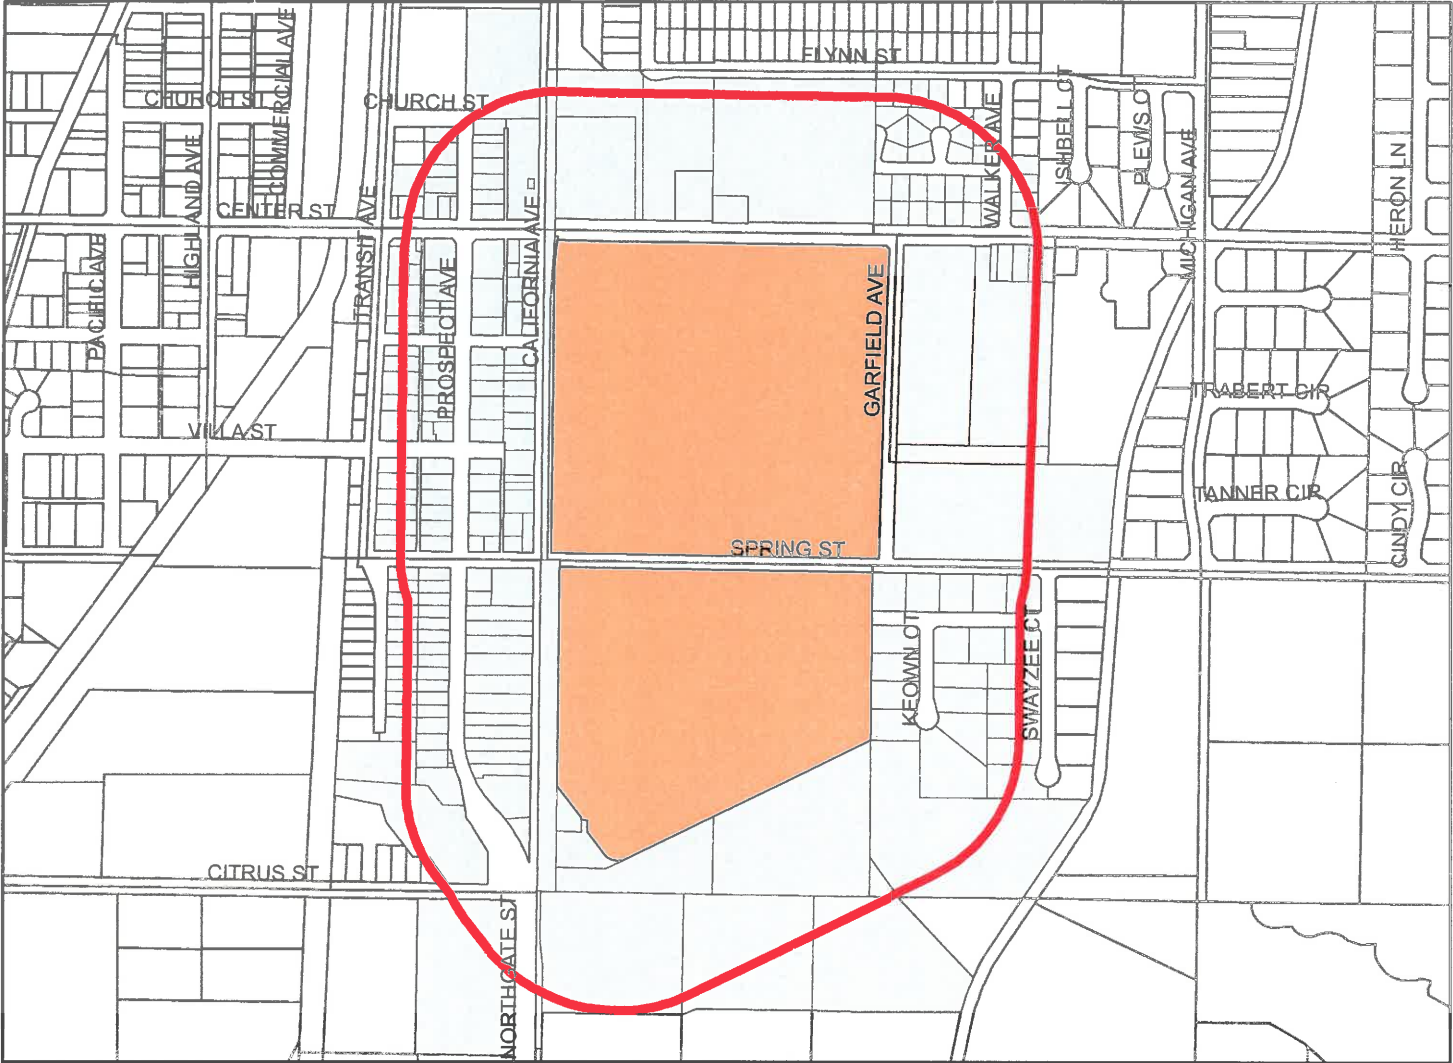 FLYNN ST
CHURCH ST
COMMERCIAL AVE
CHURCH ST
WALKER AVE
ISHBELL CT
PLEWS CT
MICHIGAN AVE
HERON LN
HIGHLAND AVE
CENTER ST
TRANSIT AVE
CALIFORNIA AVE
PACIFIC AVE
PROSPECT AVE
GARFIELD AVE
TRABERT CIR
VILLA ST
TANNER CIR
CINDY CIR
SPRING ST
KEOWN CT
SWAYZEE CT
CITRUS ST
NORTHGATE ST